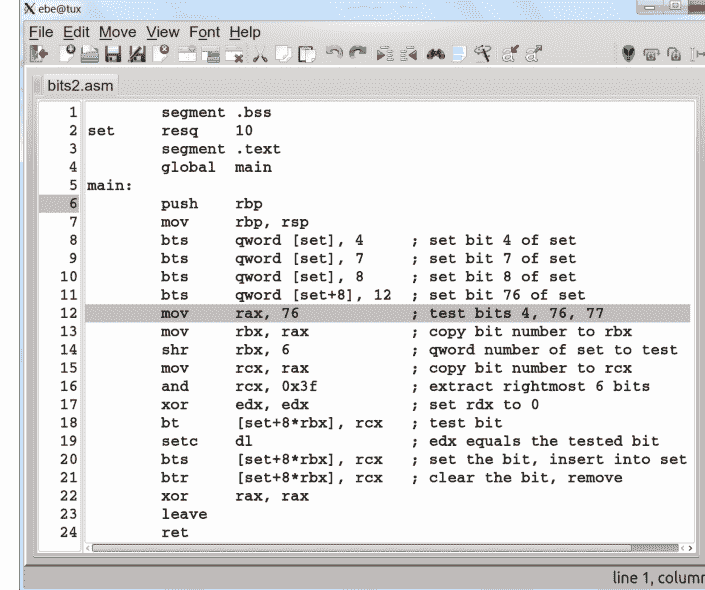 ebe@tux
File Edit Move View Font Help
bits2.asm
1 segment .bss
2 set resq 10
3 segment .text
4 global main
5 main:
6 push rbp
7 mov rbp, rsp
8 bts qword [set], 4 ; set bit 4 of set
9 bts qword [set], 7 ; set bit 7 of set
10 bts qword [set], 8 ; set bit 8 of set
11 bts qword [set+8], 12 ; set bit 76 of set
12 mov rax, 76 ; test bits 4, 76, 77
13 mov rbx, rax ; copy bit number to rbx
14 shr rbx, 6 ; qword number of set to test
15 mov rcx, rax ; copy bit number to rcx
16 and rcx, 0x3f ; extract rightmost 6 bits
17 xor edx, edx ; set rdx to 0
18 bt [set+8*rbx], rcx ; test bit
19 setc dl ; edx equals the tested bit
20 bts [set+8*rbx], rcx ; set the bit, insert into set
21 btr [set+8*rbx], rcx ; clear the bit, remove
22 xor rax, rax
23 leave
24 ret
line 1, colum